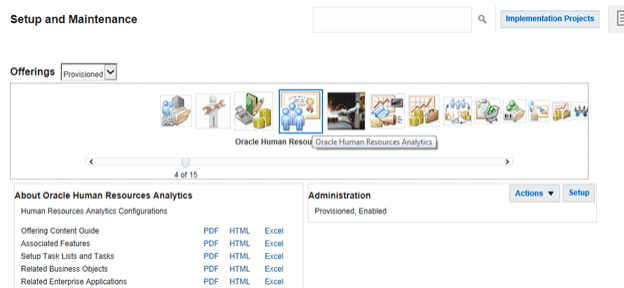 Setup and Maintenance
Implementation Projects
Offerings Provisioned
Oracle Human Resou Oracle Human Resources Analytics
4 of 15
About Oracle Human Resources Analytics
Human Resources Analytics Configurations
Offering Content Guide PDF HTML Excel
Associated Features PDF HTML Excel
Setup Task Lists and Tasks PDF HTML Excel
Related Business Objects PDF HTML Excel
Related Enterprise Applications PDF HTML Excel
Administration Actions Setup
Provisioned, Enabled